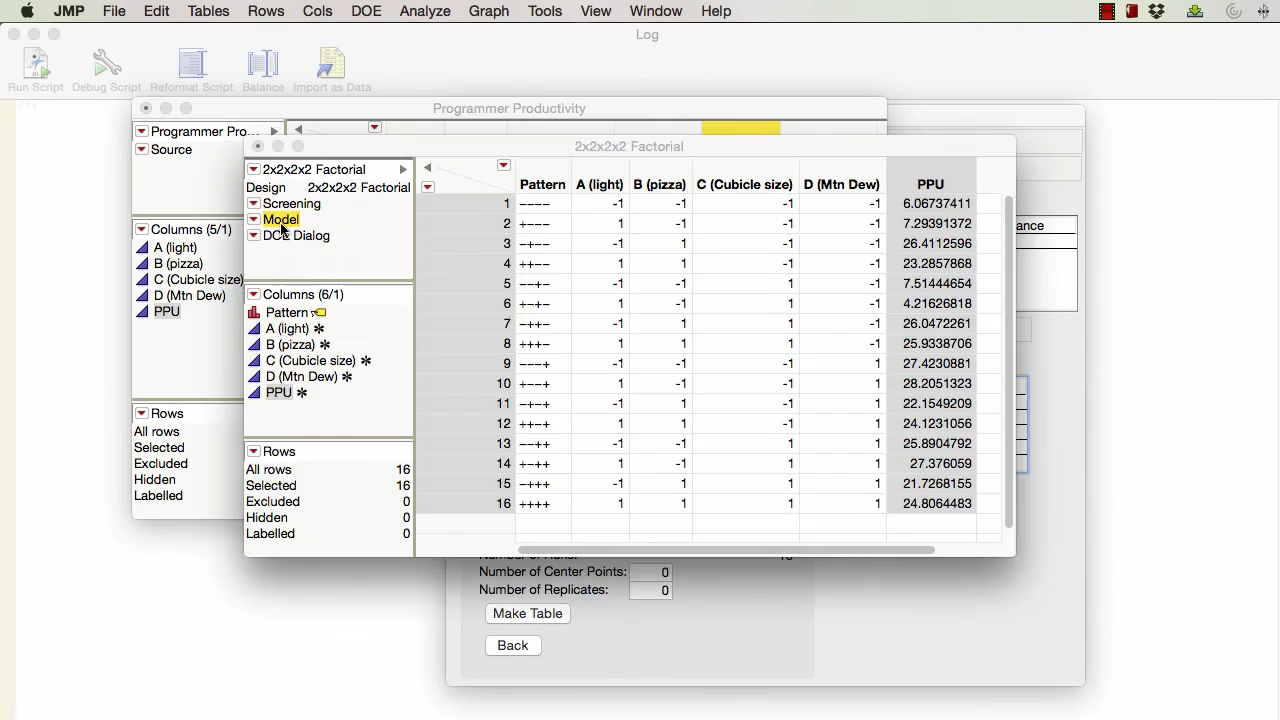 JMP File Edit Tables Rows Cols DOE Analyze Graph Tools View Window Help
Log
Run Script Debug Script Reformat Script Balance Import as Data
/*:
Programmer Productivity
Programmer Pro...
Source
Columns (5/1)
A (light)
B (pizza)
C (Cubicle size)
D (Mtn Dew)
PPU
Rows
All rows
Selected
Excluded
Hidden
Labelled
2x2x2x2 Factorial
2x2x2x2 Factorial
Design 2x2x2x2 Factorial
Screening
Model
DOE Dialog
Columns (6/1)
Pattern
A (light) ✻
B (pizza) ✻
C (Cubicle size) ✻
D (Mtn Dew) ✻
PPU ✻
Rows
All rows 16
Selected 16
Excluded 0
Hidden 0
Labelled 0
Pattern A (light) B (pizza) C (Cubicle size) D (Mtn Dew) PPU
1 −−−− -1 -1 -1 -1 6.06737411
2 +−−− 1 -1 -1 -1 7.29391372
3 −+−− -1 1 -1 -1 26.4112596
4 ++−− 1 1 -1 -1 23.2857868
5 −−+− -1 -1 1 -1 7.51444654
6 +−+− 1 -1 1 -1 4.21626818
7 −++− -1 1 1 -1 26.0472261
8 +++− 1 1 1 -1 25.9338706
9 −−−+ -1 -1 -1 1 27.4230881
10 +−−+ 1 -1 -1 1 28.2051323
11 −+−+ -1 1 -1 1 22.1549209
12 ++−+ 1 1 -1 1 24.1231056
13 −−++ -1 -1 1 1 25.8904792
14 +−++ 1 -1 1 1 27.376059
15 −+++ -1 1 1 1 21.7268155
16 ++++ 1 1 1 1 24.8064483
ance
Number of Runs: 16
Number of Center Points: 0
Number of Replicates: 0
Make Table
Back